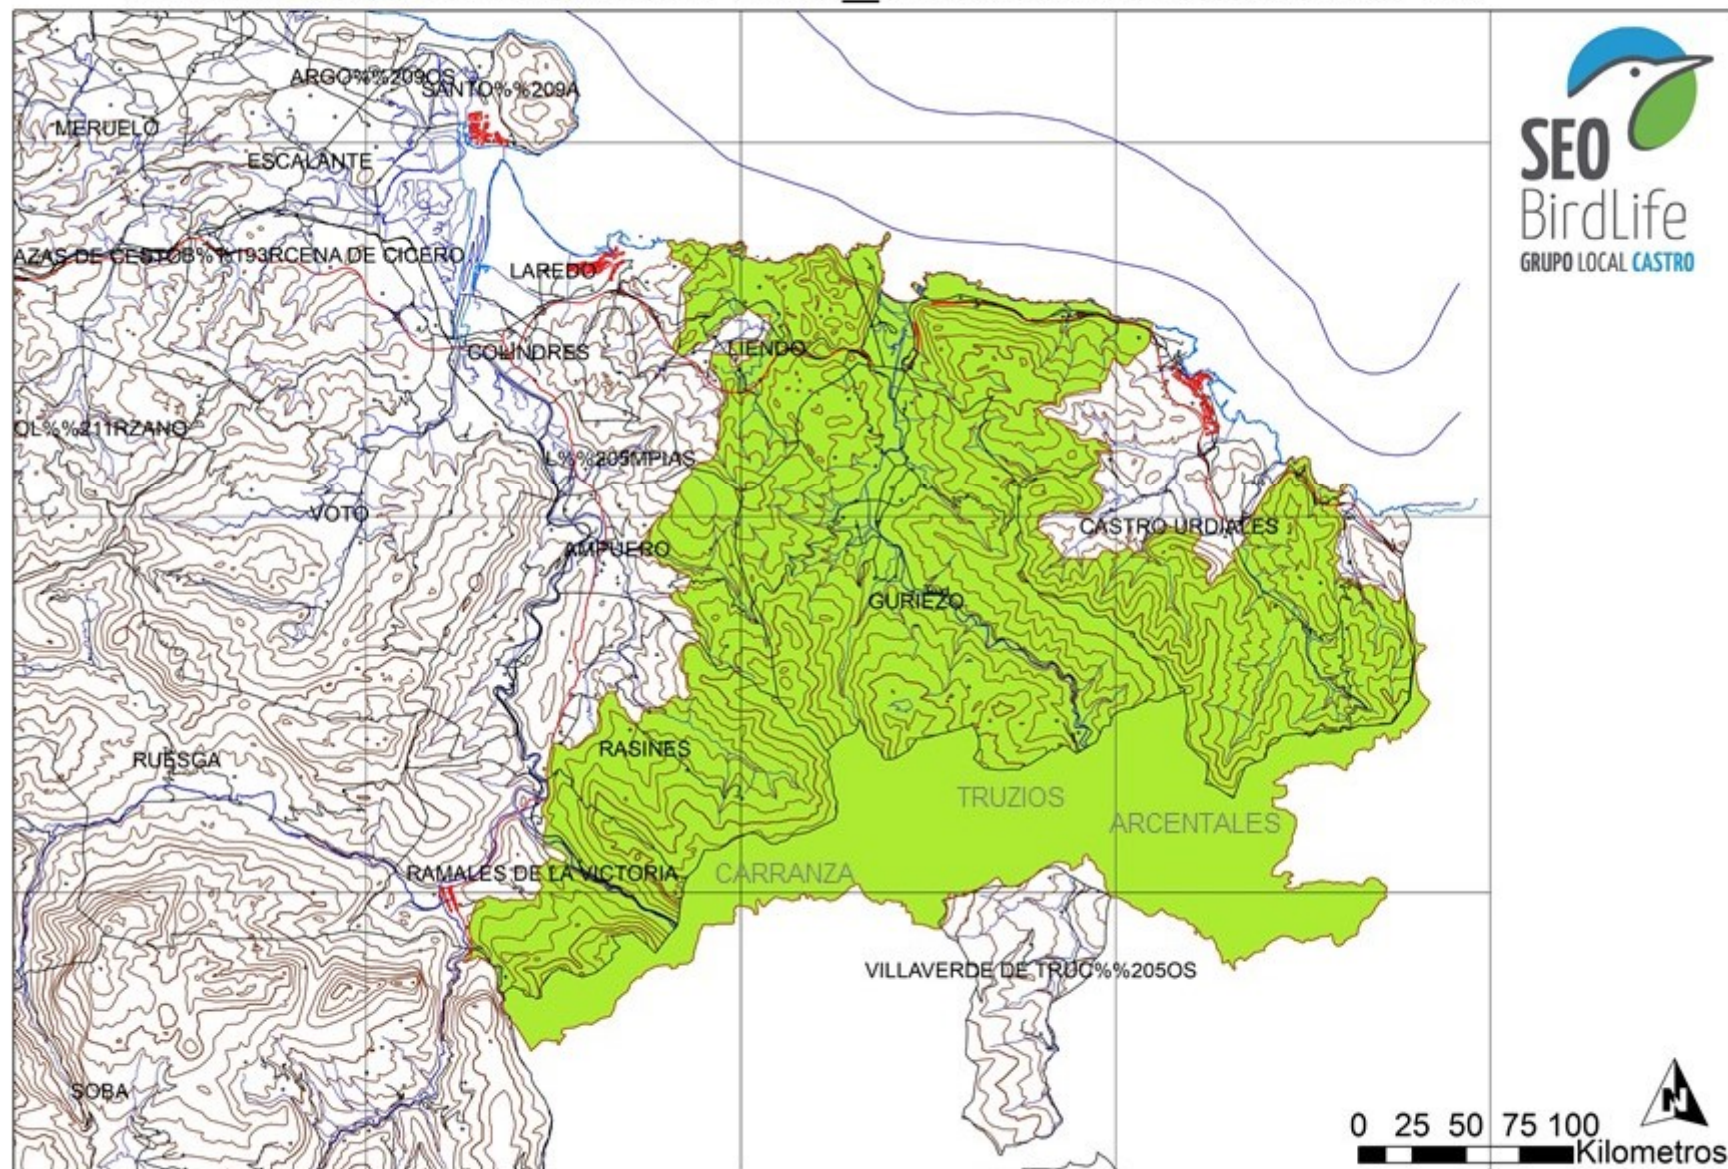 ARGO%%209OS
SANTO%%209A
MERUELO
ESCALANTE
SEO
BirdLife
GRUPO LOCAL CASTRO
AZAS DE CESTOB%%193RCENA DE CICERO
LAREDO
COLINDRES
LIENDO
OL%%211RZANO
L%%205MPIAS
VOTO
CASTRO URDIALES
AMPUERO
GURIEZO
RASINES
RUESGA
TRUZIOS
ARCENTALES
RAMALES DE LA VICTORIA
CARRANZA
VILLAVERDE DE TRUC%%205OS
SOBA
N
0 25 50 75 100
Kilometros